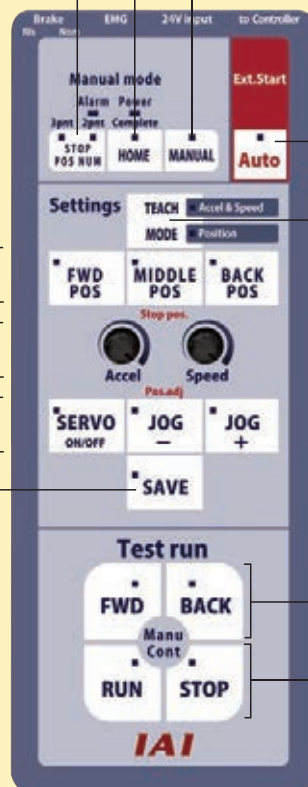 Brake EMG 24V input to Controller
Rls Nom
Manual mode
Ext.Start
Alarm Power
3pnt 2pnt Complete
STOP
POS NUM
HOME
MANUAL
Auto
Settings
TEACH
MODE
Accel & Speed
Position
FWD
POS
MIDDLE
POS
BACK
POS
Stop pos.
Accel Speed
Pos.adj
SERVO
ON/OFF
JOG
−
JOG
+
SAVE
Test run
FWD BACK
Manu
Cont
RUN STOP
IAI